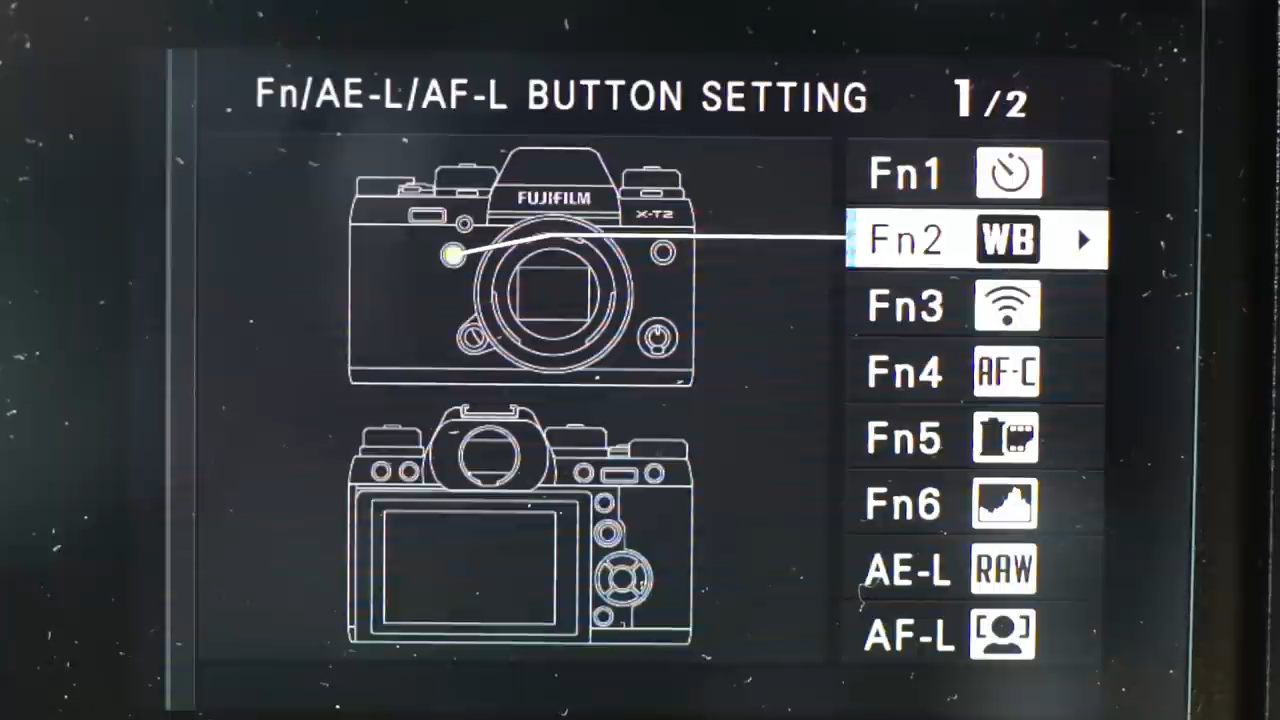 Fn/AE-L/AF-L BUTTON SETTING 1/2
FUJIFILM
X-T2
Fn1
Fn2 WB
Fn3
Fn4 AF-C
Fn5
Fn6
AE-L RAW
AF-L